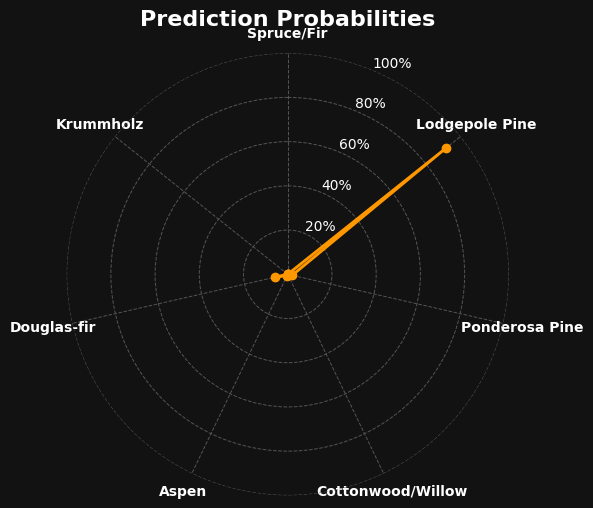 Prediction Probabilities
Spruce/Fir
100%
80%
Krummholz
Lodgepole Pine
60%
40%
20%
Douglas-fir
Ponderosa Pine
Aspen
Cottonwood/Willow